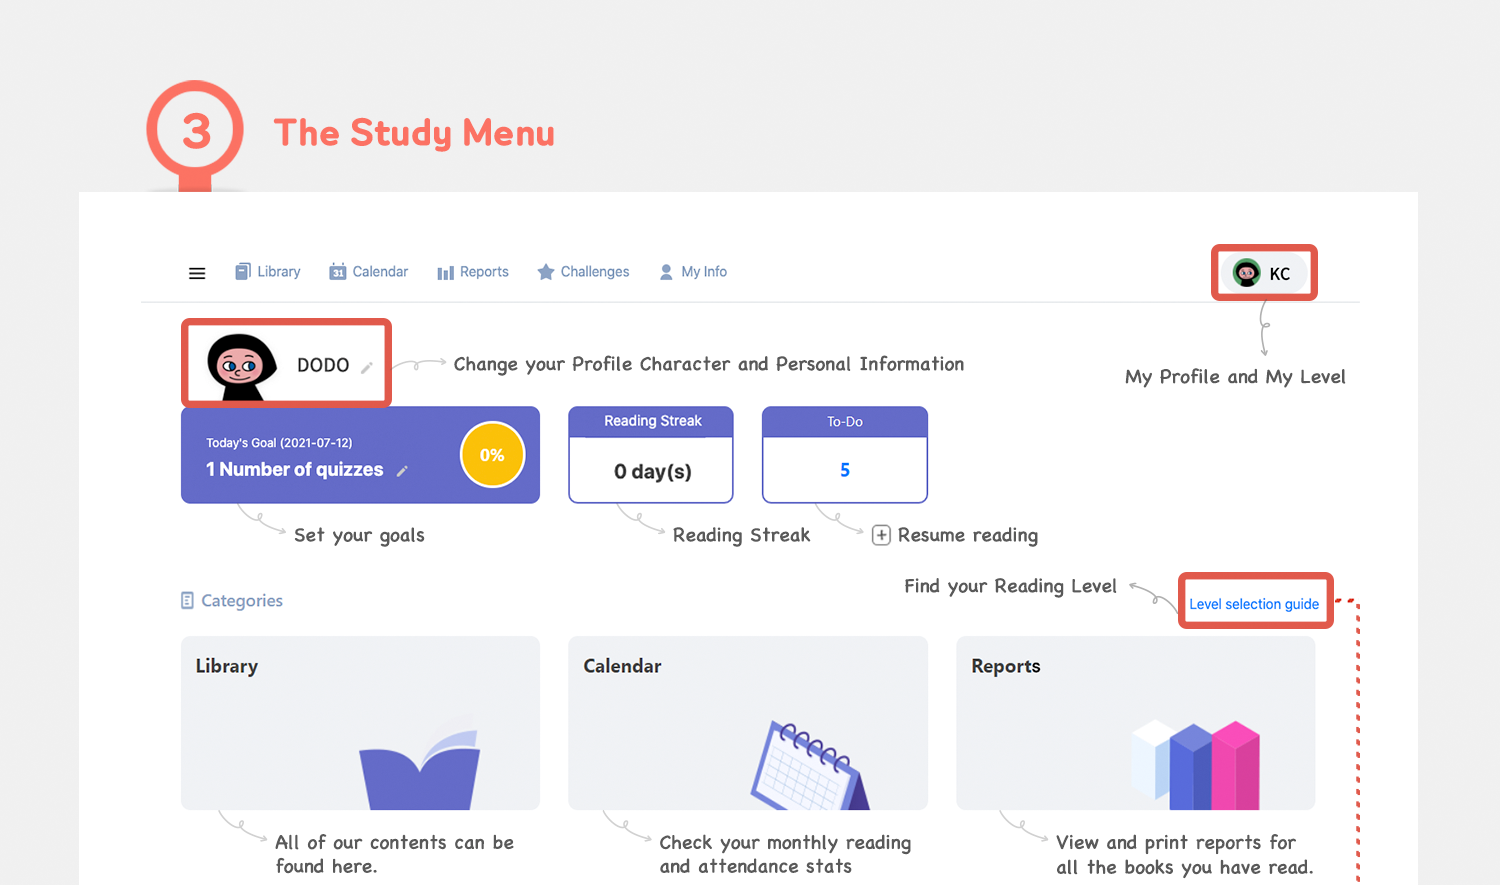 3
The Study Menu
Library
31
Calendar
Reports
Challenges
My Info
KC
DODO
Change your Profile Character and Personal Information
My Profile and My Level
Today's Goal (2021-07-12)
1 Number of quizzes
0%
Reading Streak
0 day(s)
To-Do
5
Set your goals
Reading Streak
+ Resume reading
Find your Reading Level
Level selection guide
Categories
Library
Calendar
Reports
All of our contents can be
found here.
Check your monthly reading
and attendance stats
View and print reports for
all the books you have read.